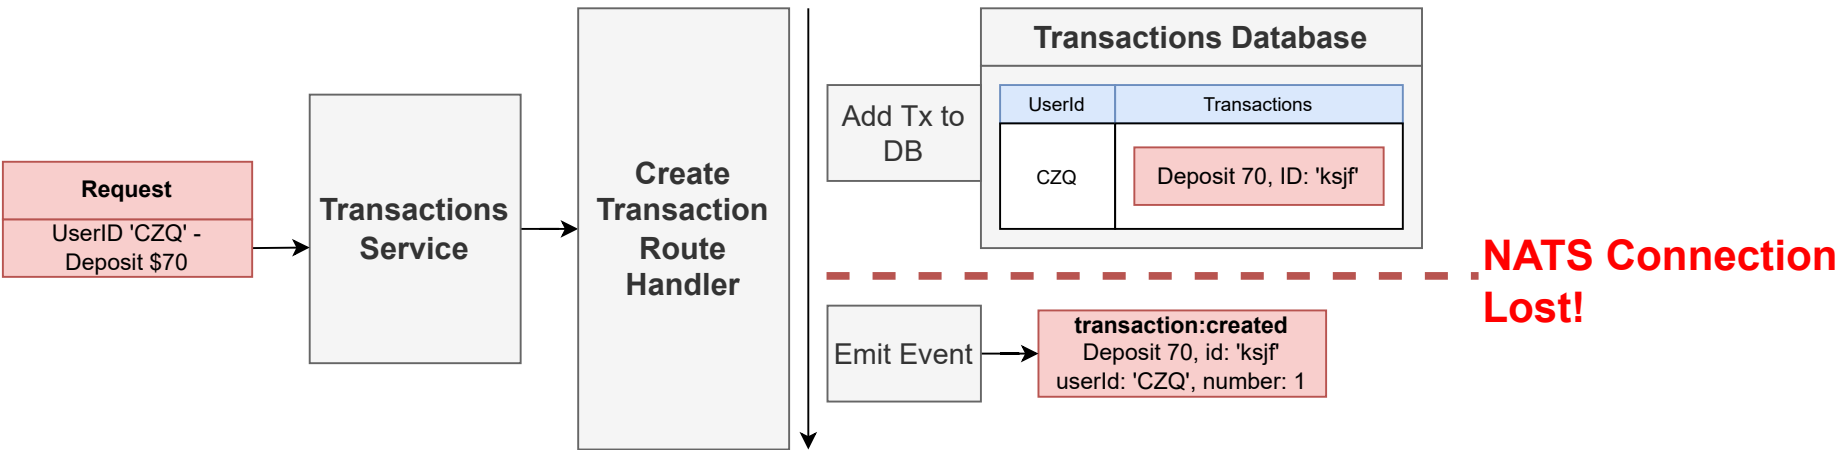 Request
UserID 'CZQ' -
Deposit $70
Transactions
Service
Create
Transaction
Route
Handler
Add Tx to
DB
Transactions Database
UserId
Transactions
CZQ
Deposit 70, ID: 'ksjf'
NATS Connection
Lost!
Emit Event
transaction:created
Deposit 70, id: 'ksjf'
userId: 'CZQ', number: 1